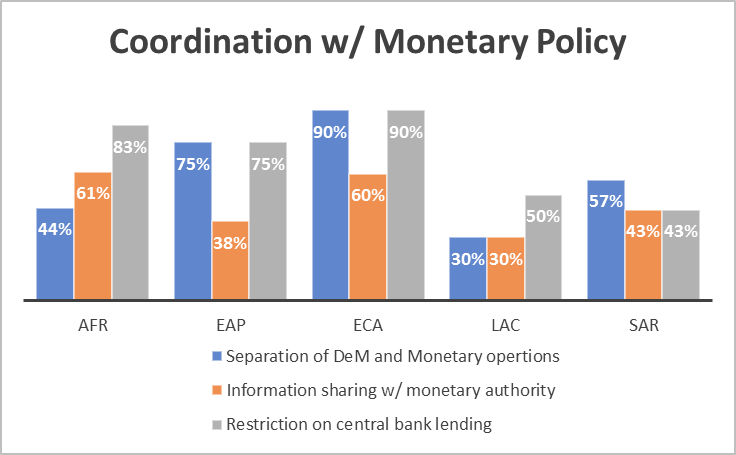 Coordination w/ Monetary Policy
44% 61% 83% 75% 38% 75% 90% 60% 90% 30% 30% 50% 57% 43% 43%
AFR EAP ECA LAC SAR
Separation of DeM and Monetary opertions
Information sharing w/ monetary authority
Restriction on central bank lending